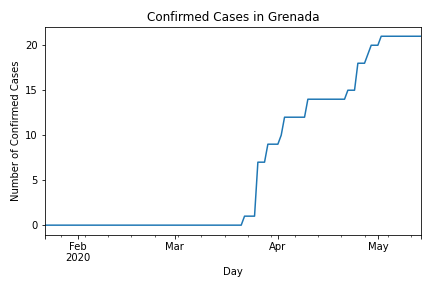 Confirmed Cases in Grenada
Number of Confirmed Cases
20
15
10
5
0
Feb Mar Apr May
2020
Day